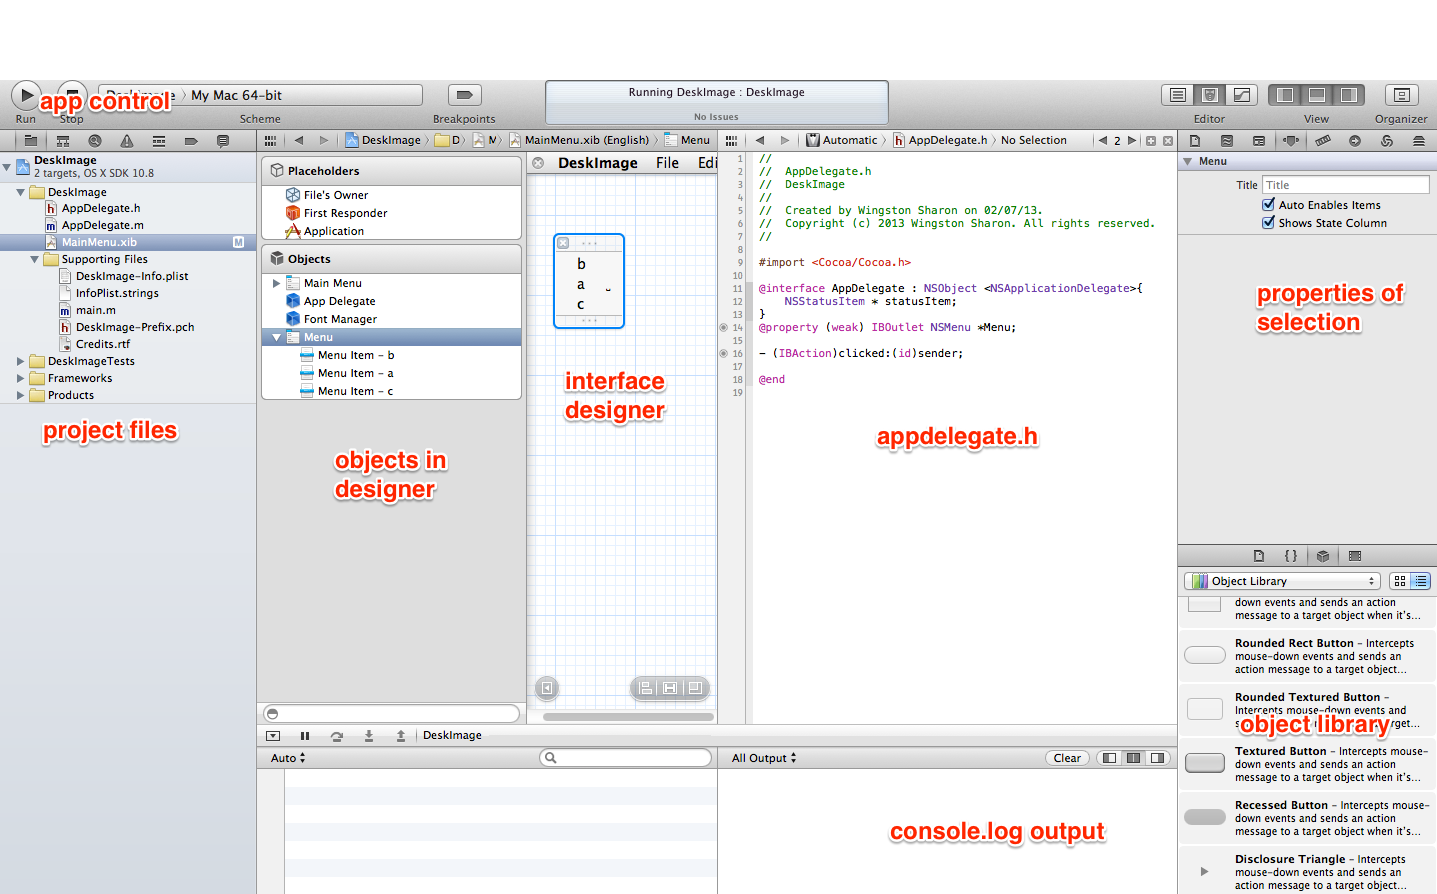 My Mac 64-bit
app control
Run
Stop
Scheme
Breakpoints
Running DeskImage : DeskImage
No Issues
Editor
View
Organizer
DeskImage
2 targets, OS X SDK 10.8
DeskImage
AppDelegate.h
AppDelegate.m
MainMenu.xib
M
Supporting Files
DeskImage-Info.plist
InfoPlist.strings
main.m
DeskImage-Prefix.pch
Credits.rtf
DeskImageTests
Frameworks
Products
project files
DeskImage
D
M
MainMenu.xib (English)
Menu
Placeholders
File's Owner
First Responder
Application
Objects
Main Menu
App Delegate
Font Manager
Menu
Menu Item - b
Menu Item - a
Menu Item - c
objects in
designer
DeskImage File Edi
b
a
c
interface
designer
Automatic
AppDelegate.h
No Selection
2
1 //
2 //  AppDelegate.h
3 //  DeskImage
4 //
5 //  Created by Wingston Sharon on 02/07/13.
6 //  Copyright (c) 2013 Wingston Sharon. All rights reserved.
7 //
8
9 #import <Cocoa/Cocoa.h>
10
11 @interface AppDelegate : NSObject <NSApplicationDelegate>{
12     NSStatusItem * statusItem;
13 }
14 @property (weak) IBOutlet NSMenu *Menu;
15
16 - (IBAction)clicked:(id)sender;
17
18 @end
19
appdelegate.h
Menu
Title
Title
Auto Enables Items
Shows State Column
properties of
selection
{ }
Object Library
down events and sends an action
message to a target object when it's...
Rounded Rect Button - Intercepts
mouse-down events and sends an
action message to a target object...
Rounded Textured Button -
Intercepts mouse-down events and
object library
Textured Button - Intercepts mouse-
down events and sends an action
message to a target object when it's...
Recessed Button - Intercepts mouse-
down events and sends an action
message to a target object when it's...
Disclosure Triangle - Intercepts
mouse-down events and sends an
action message to a target object...
DeskImage
Auto
All Output
Clear
console.log output